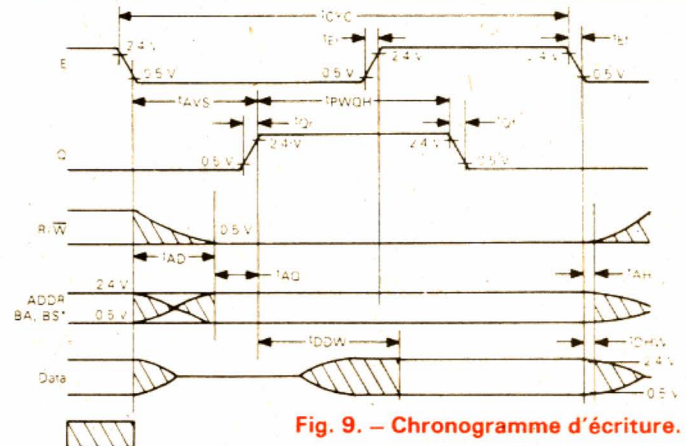 tCYC
tEr
tEf
E
2.4 V
0.5 V
0.5 V
2.4 V
2.4 V
0.5 V
tAVS
tPWQH
tQr
tQf
Q
0.5 V
2.4 V
2.4 V
0.5 V
R/W̅
0.5 V
tAD
tAQ
tAH
2.4 V
ADDR
BA, BS*
0.5 V
tDDW
tDHW
Data
2.4 V
0.5 V
Fig. 9. – Chronogramme d'écriture.